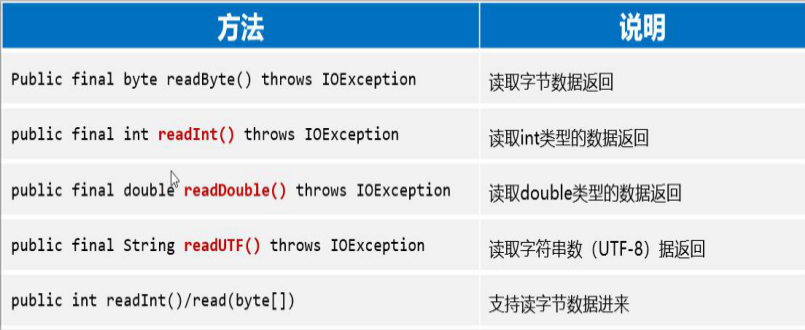 方法 说明
Public final byte readByte() throws IOException 读取字节数据返回
public final int readInt() throws IOException 读取int类型的数据返回
public final double readDouble() throws IOException 读取double类型的数据返回
public final String readUTF() throws IOException 读取字符串数（UTF-8）据返回
public int readInt()/read(byte[]) 支持读字节数据进来